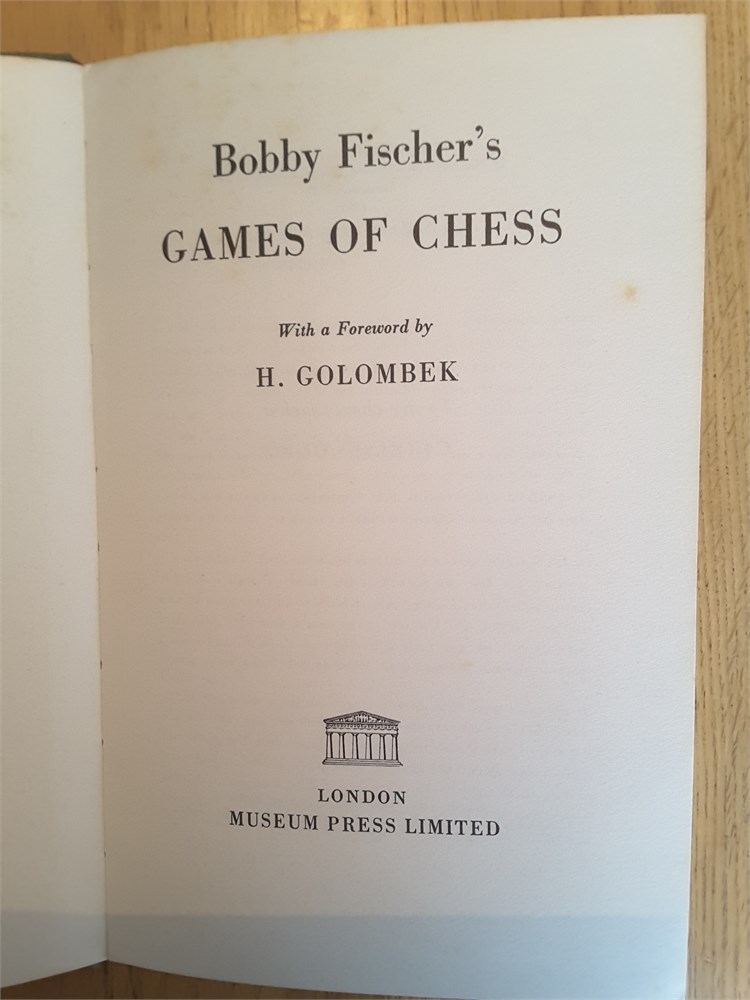 Bobby Fischer's
GAMES OF CHESS
With a Foreword by
H. GOLOMBEK
LONDON
MUSEUM PRESS LIMITED